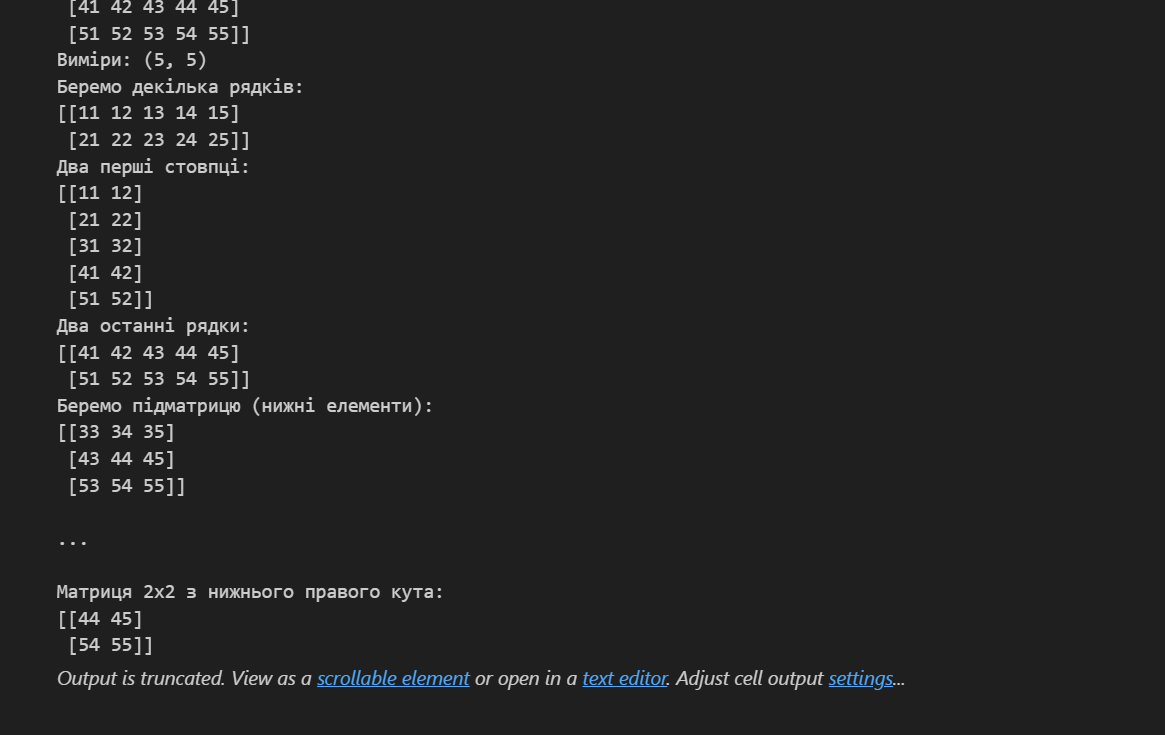 [41 42 43 44 45]
[51 52 53 54 55]]
Виміри: (5, 5)
Беремо декілька рядків:
[[11 12 13 14 15]
[21 22 23 24 25]]
Два перші стовпці:
[[11 12]
[21 22]
[31 32]
[41 42]
[51 52]]
Два останні рядки:
[[41 42 43 44 45]
[51 52 53 54 55]]
Беремо підматрицю (нижні елементи):
[[33 34 35]
[43 44 45]
[53 54 55]]
...
Матриця 2x2 з нижнього правого кута:
[[44 45]
[54 55]]
Output is truncated. View as a scrollable element or open in a text editor. Adjust cell output settings...